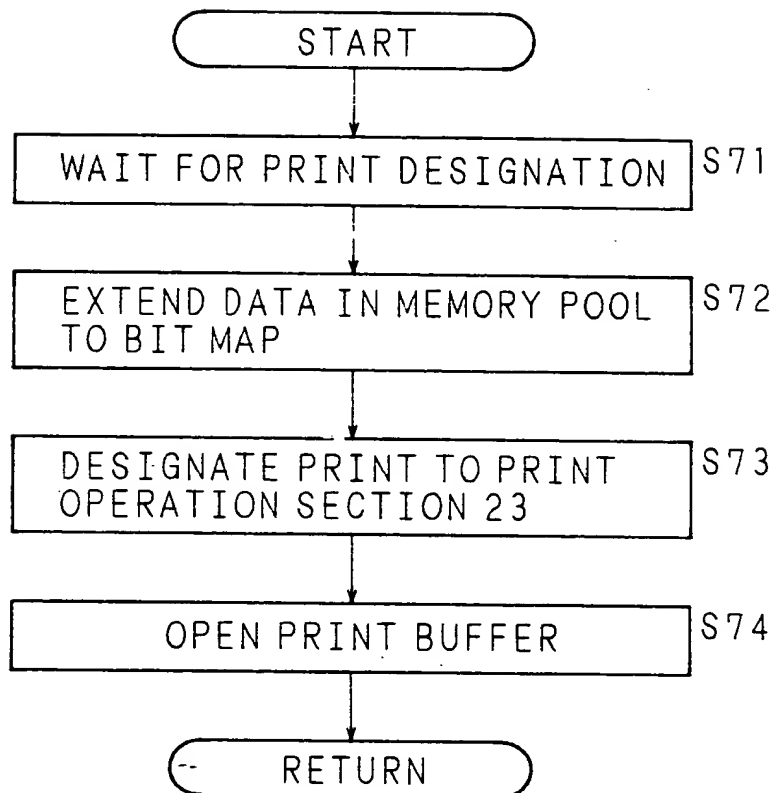 START
WAIT FOR PRINT DESIGNATION S71
EXTEND DATA IN MEMORY POOL S72
TO BIT MAP
DESIGNATE PRINT TO PRINT S73
OPERATION SECTION 23
OPEN PRINT BUFFER S74
RETURN